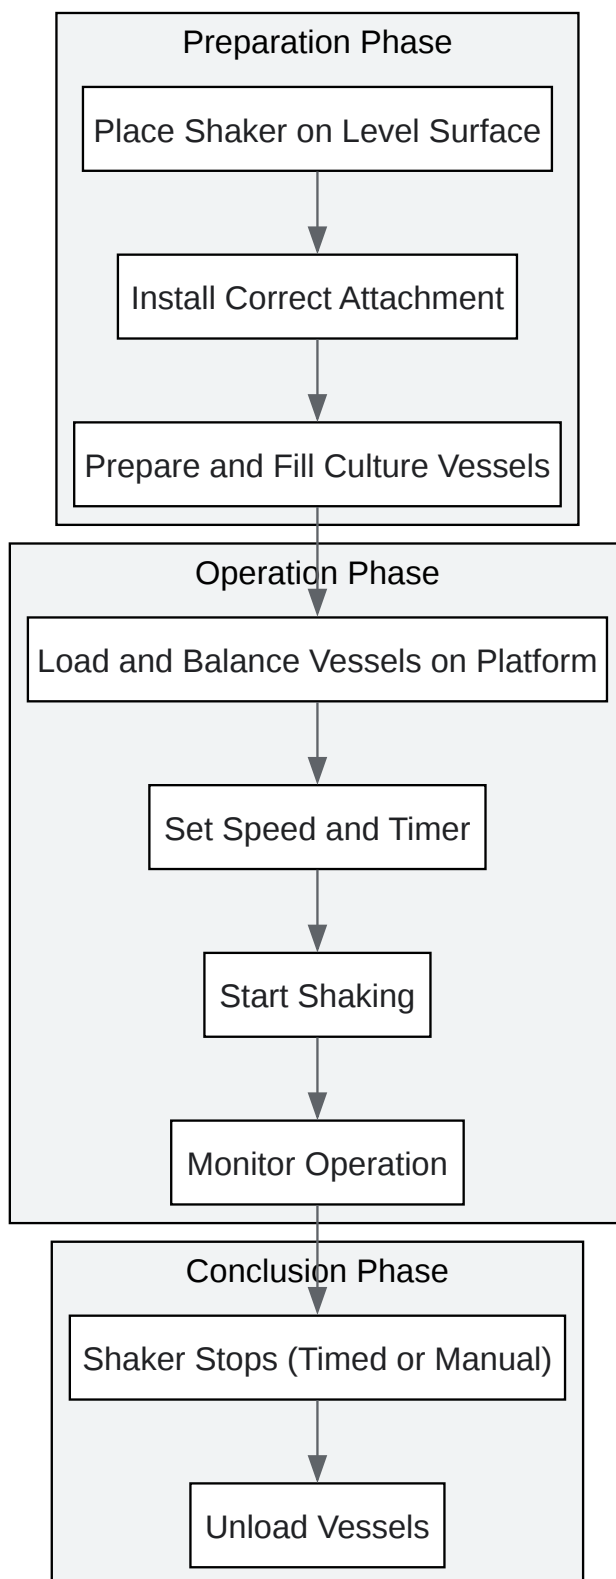 Preparation Phase
Place Shaker on Level Surface
Install Correct Attachment
Prepare and Fill Culture Vessels
Operation Phase
Load and Balance Vessels on Platform
Set Speed and Timer
Start Shaking
Monitor Operation
Conclusion Phase
Shaker Stops (Timed or Manual)
Unload Vessels